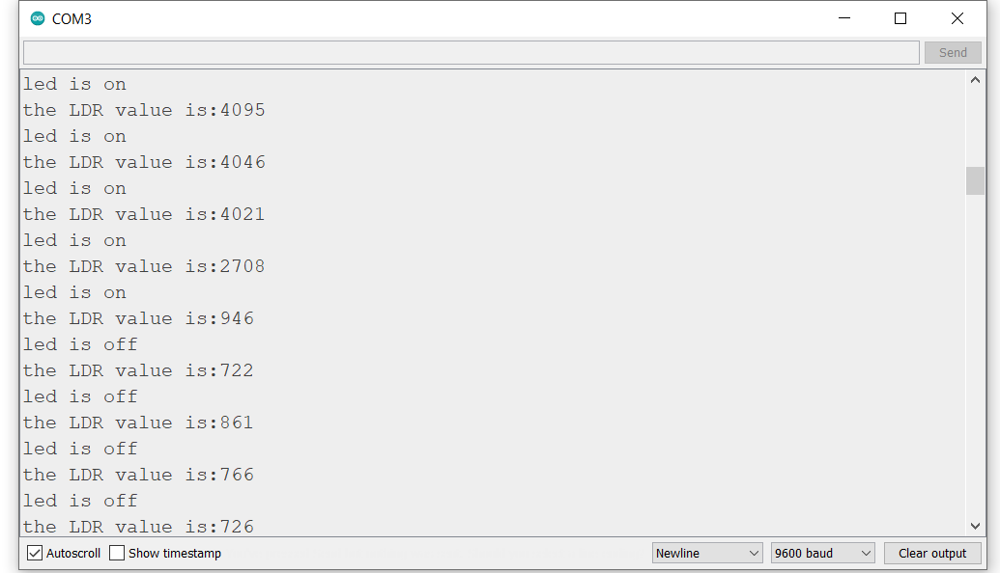 COM3
Send
led is on
the LDR value is:4095
led is on
the LDR value is:4046
led is on
the LDR value is:4021
led is on
the LDR value is:2708
led is on
the LDR value is:946
led is off
the LDR value is:722
led is off
the LDR value is:861
led is off
the LDR value is:766
led is off
the LDR value is:726
Autoscroll Show timestamp Newline 9600 baud Clear output